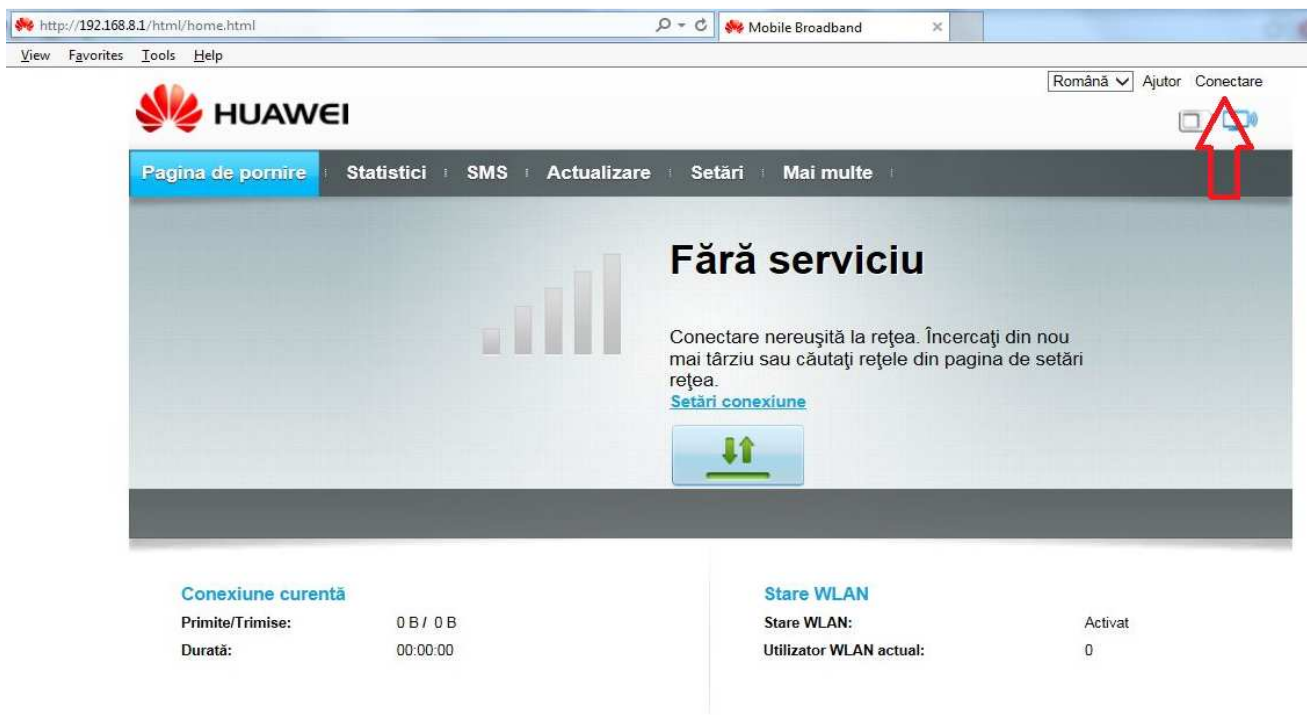 http://192.168.8.1/html/home.html
Mobile Broadband
View Favorites Tools Help
Română Ajutor Conectare
HUAWEI
Pagina de pornire Statistici SMS Actualizare Setări Mai multe
Fără serviciu
Conectare nereuşită la reţea. Încercaţi din nou
mai târziu sau căutaţi reţele din pagina de setări
reţea.
Setări conexiune
Conexiune curentă
Primite/Trimise: 0 B / 0 B
Durată: 00:00:00
Stare WLAN
Stare WLAN: Activat
Utilizator WLAN actual: 0